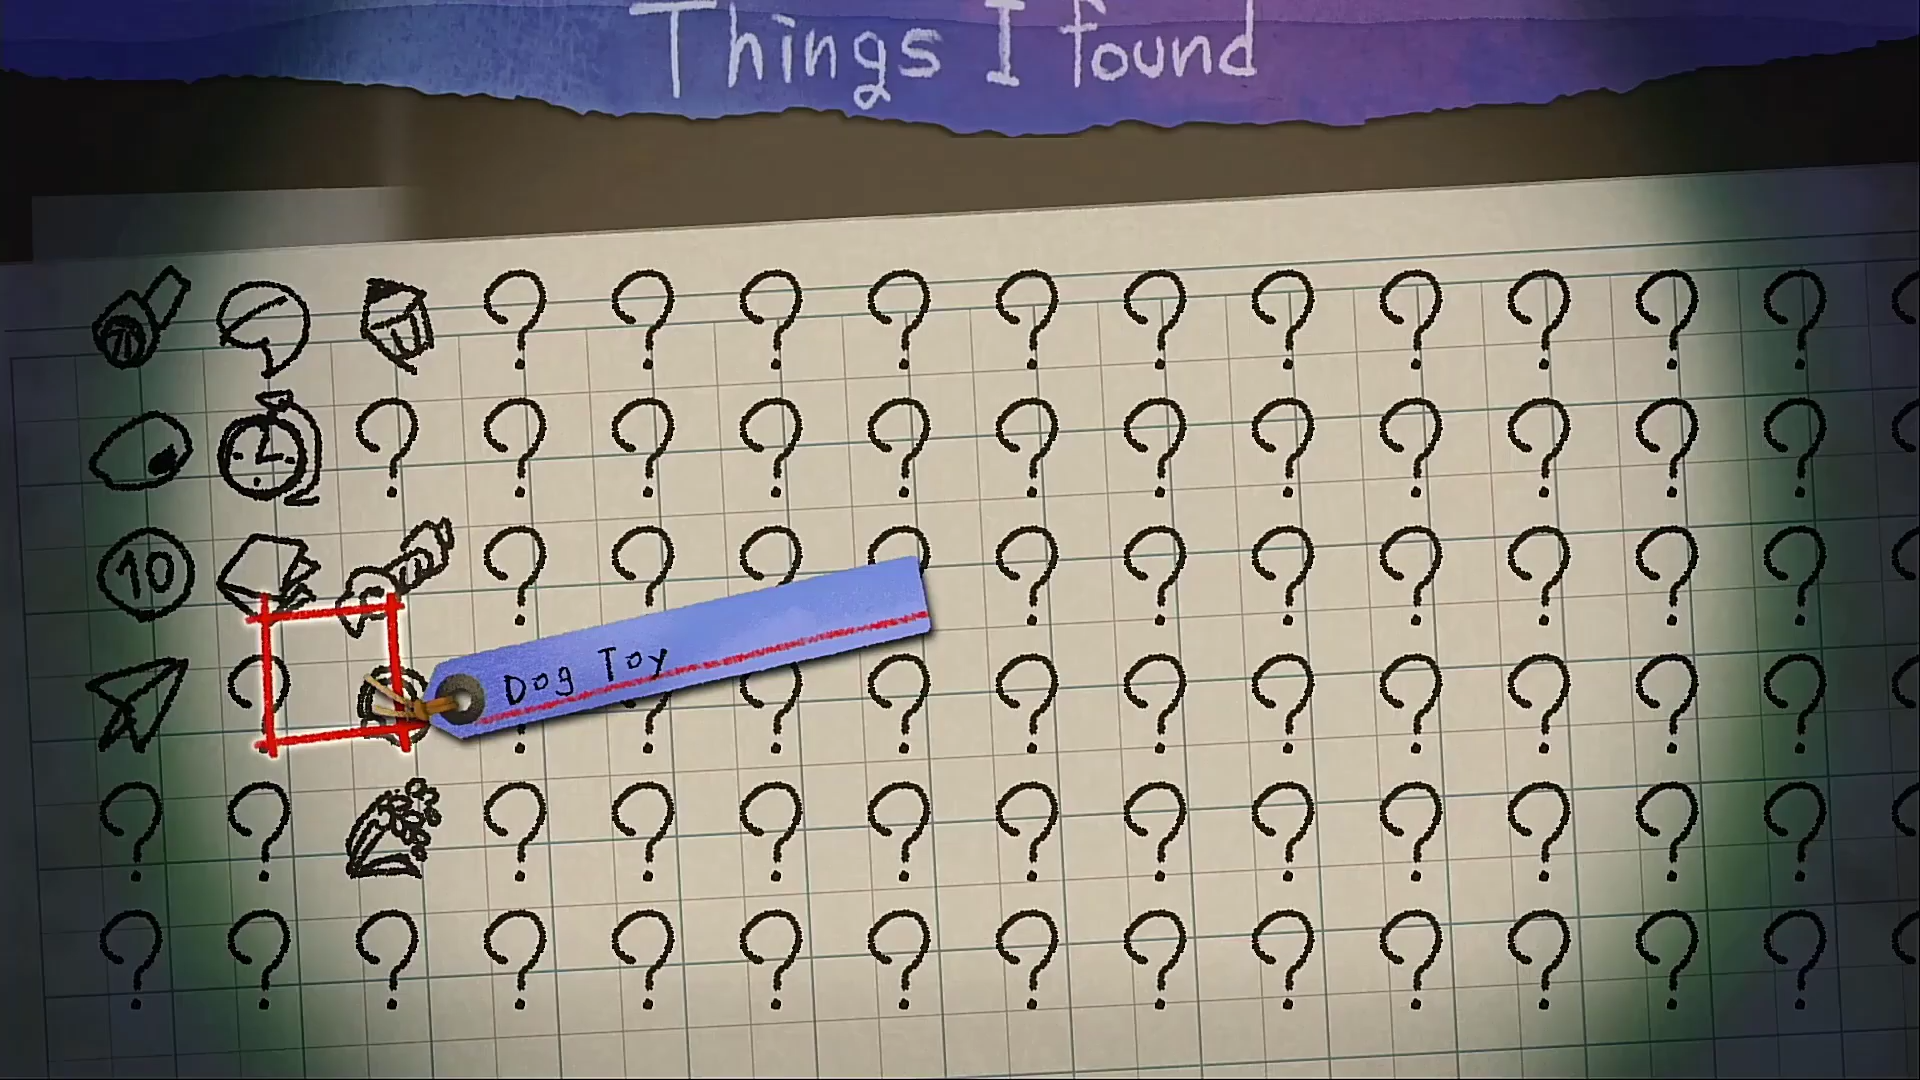 Things I found
? ? ? ? ? ? ? ? ? ? ?
? ? ? ? ? ? ? ? ? ? ? ?
10 ? ? ? ? ? ? ? ? ? ? ?
? ? ? ? ? ? ? ? ? ? ?
Dog Toy
? ? ? ? ? ? ? ? ? ? ? ? ?
? ? ? ? ? ? ? ? ? ? ? ? ? ?